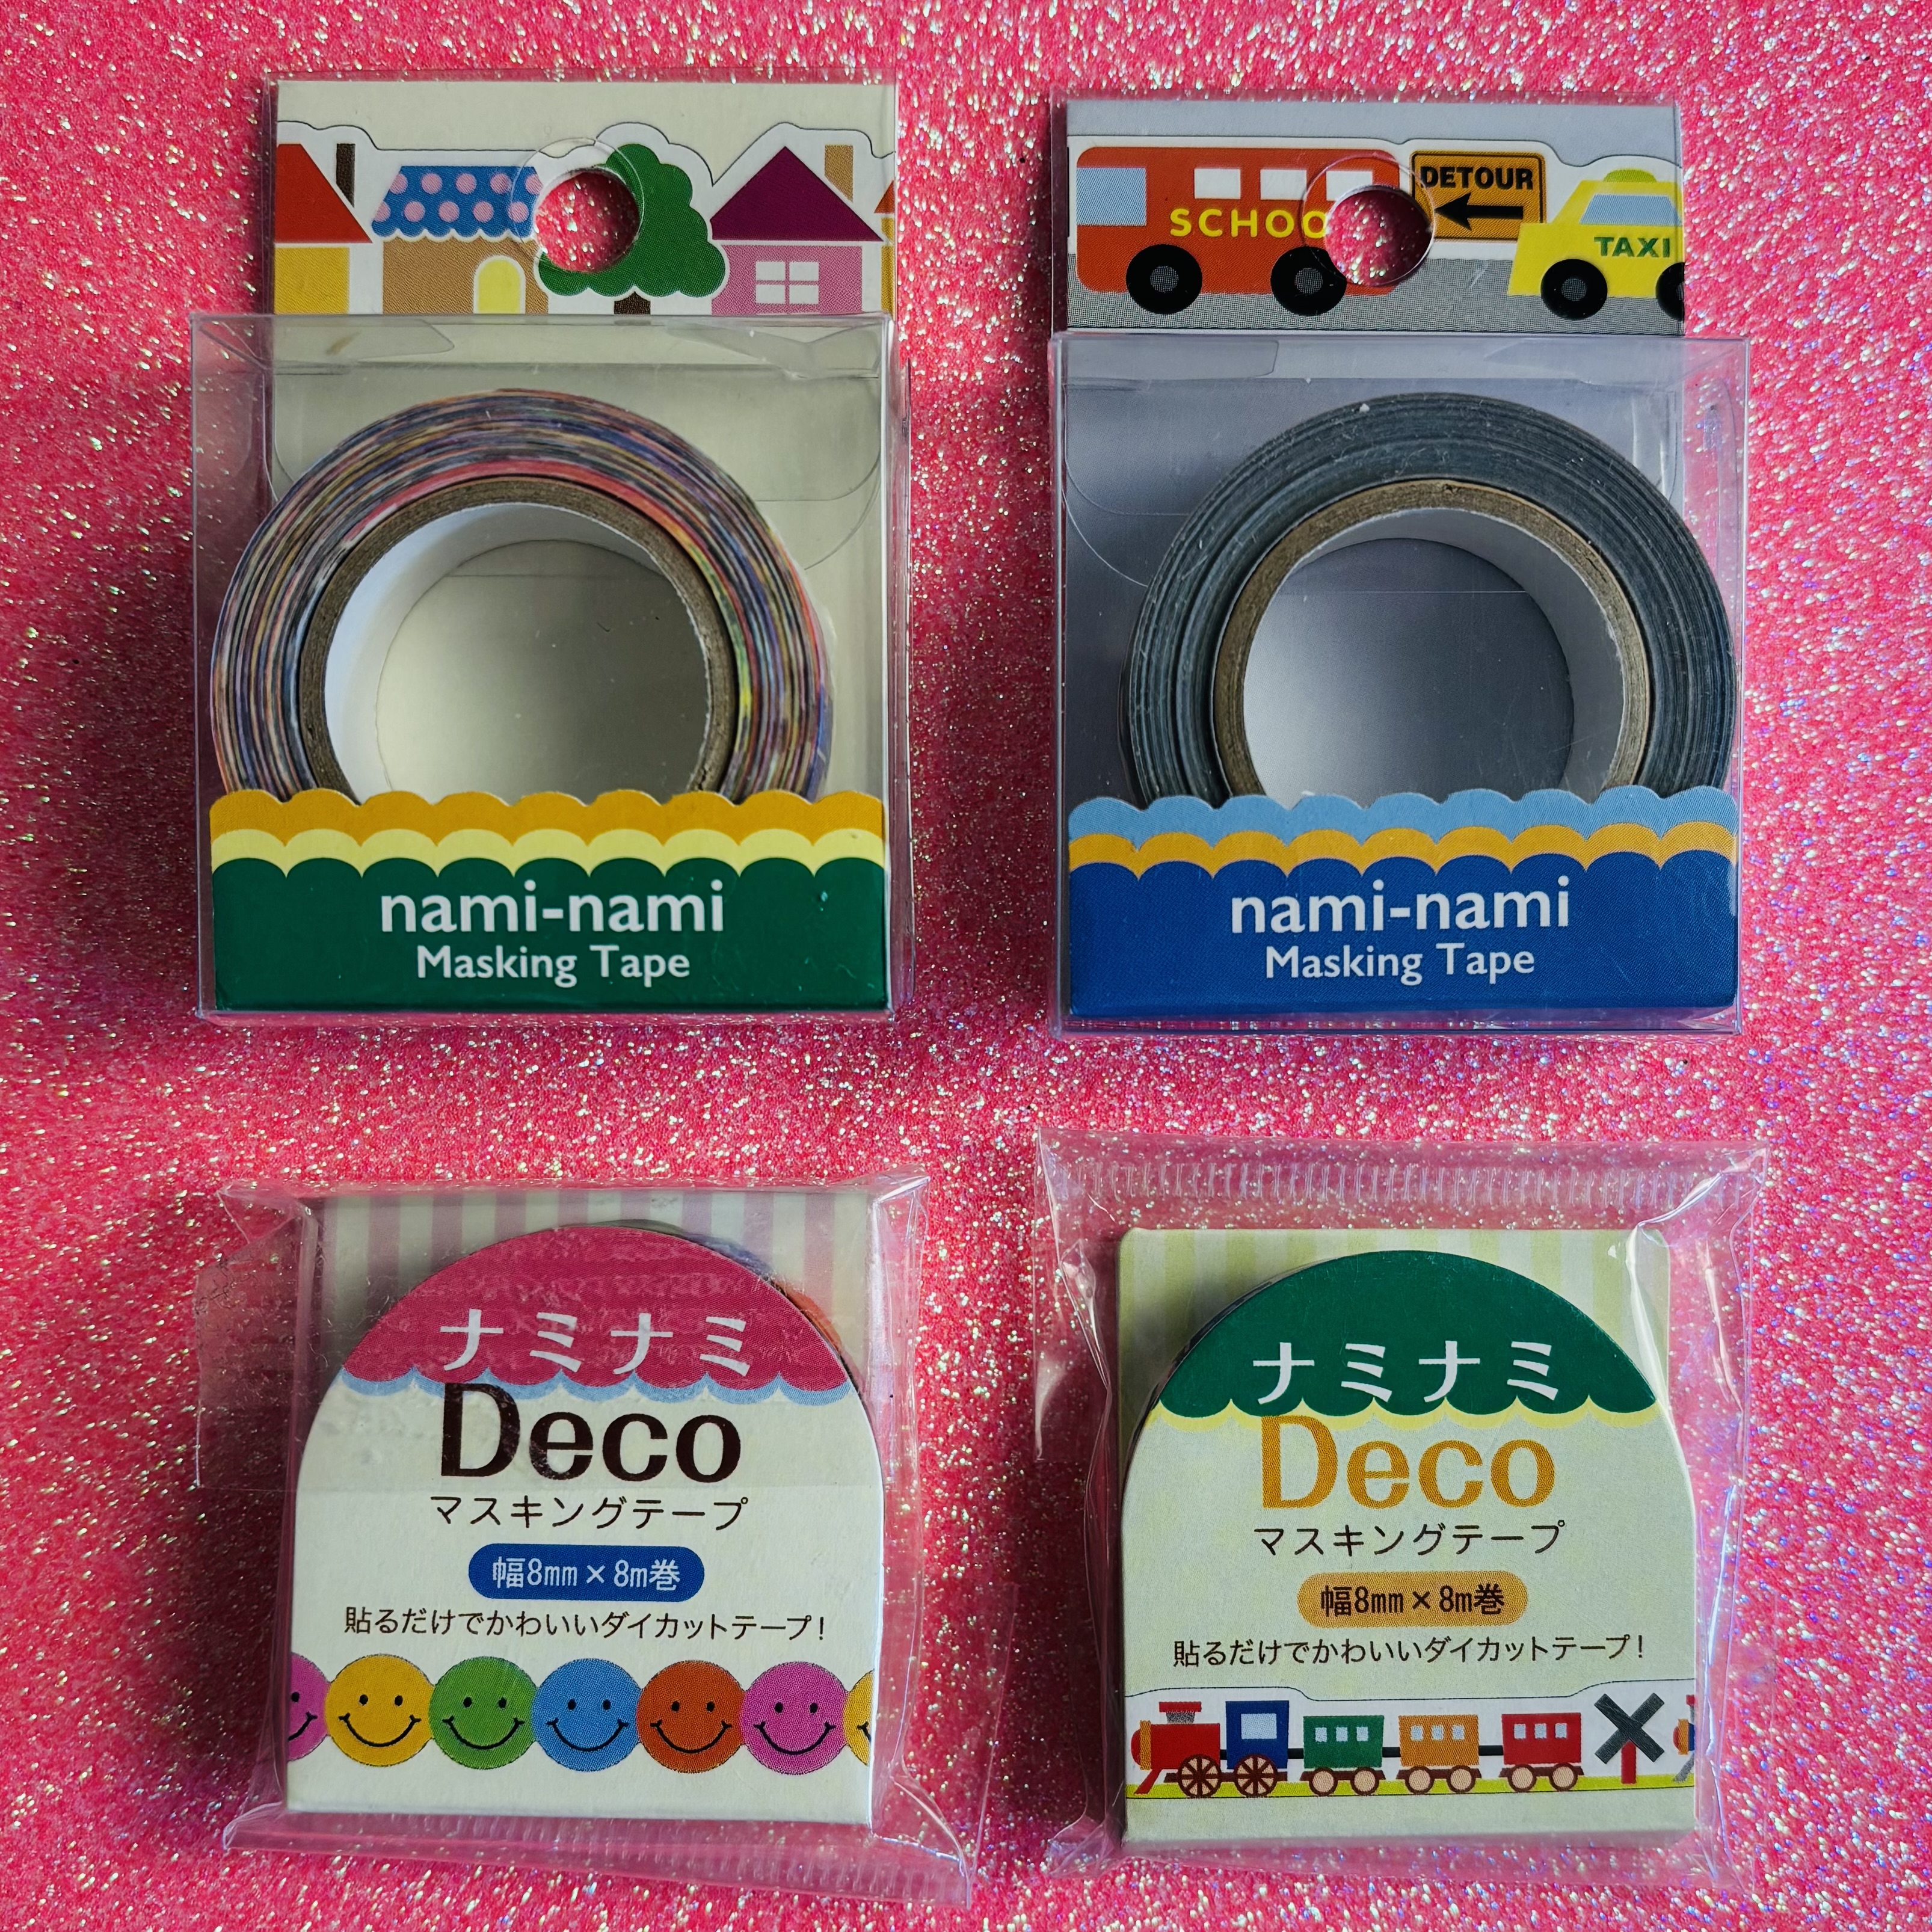 SCHOO
DETOUR
TAXI
nami-nami
Masking Tape
nami-nami
Masking Tape
ナミナミ
Deco
マスキングテープ
幅8mm×8m巻
貼るだけでかわいいダイカットテープ!
ナミナミ
Deco
マスキングテープ
幅8mm×8m巻
貼るだけでかわいいダイカットテープ!